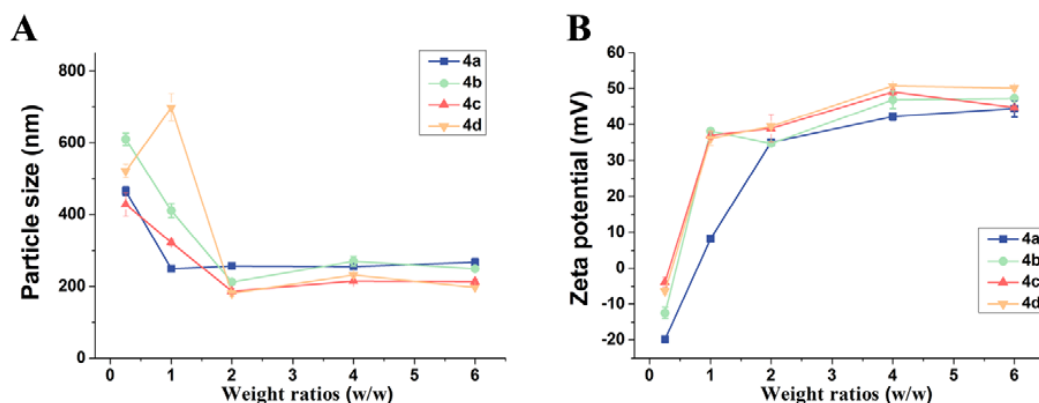 A
Particle size (nm)
800
600
400
200
0
0 1 2 3 4 5 6
Weight ratios (w/w)
4a
4b
4c
4d
B
Zeta potential (mV)
60
50
40
30
20
10
0
-10
-20
0 1 2 3 4 5 6
Weight ratios (w/w)
4a
4b
4c
4d